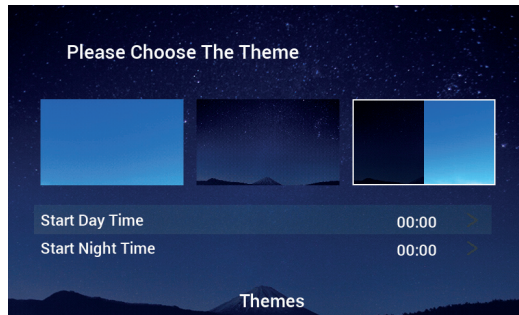 Please Choose The Theme
Start Day Time 00:00
Start Night Time 00:00
Themes